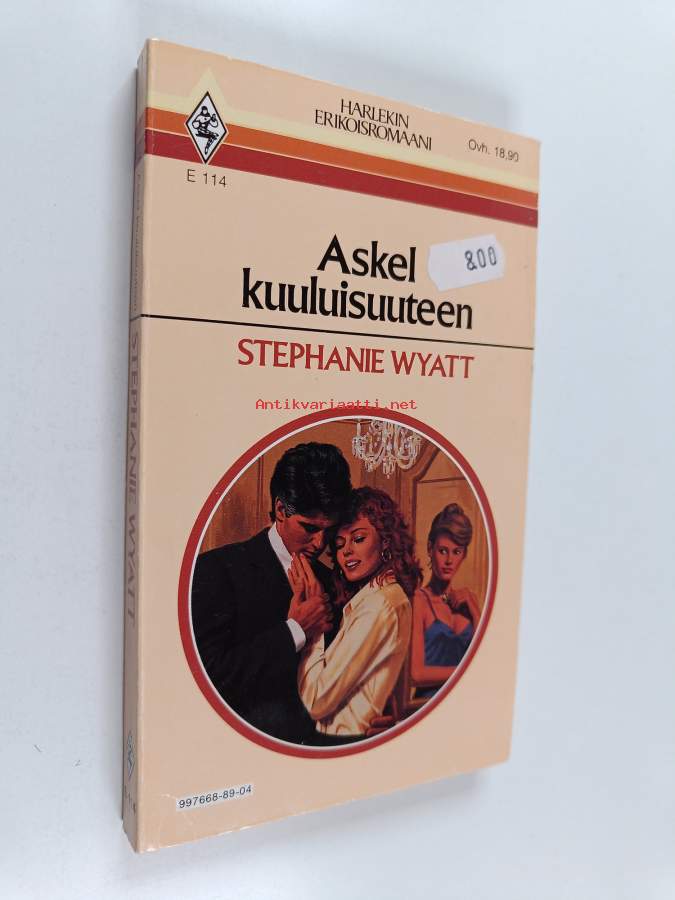 HARLEKIN
ERIKOISROMAANI
Ovh. 18,90
E 114
Askel
kuuluisuuteen
800
STEPHANIE WYATT
Antikvariaatti.net
997668-89-04
STEPHANIE WYATT